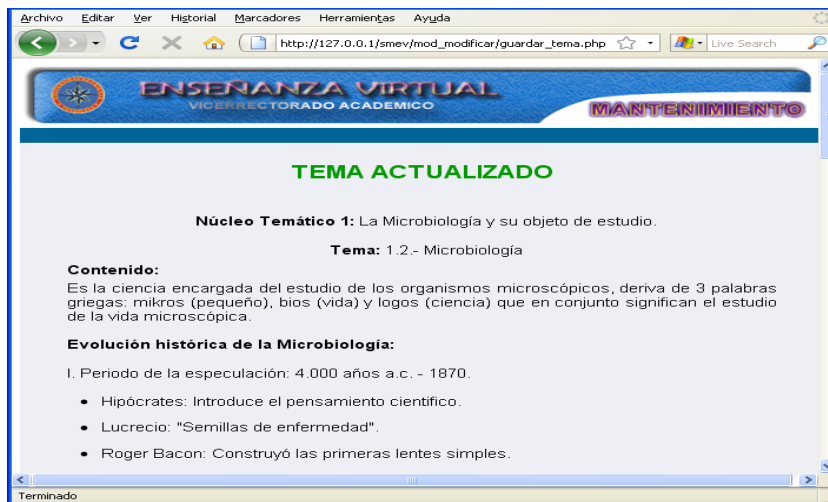 Archivo Editar Ver Historial Marcadores Herramientas Ayuda
http://127.0.0.1/smev/mod_modificar/guardar_tema.php Live Search
ENSEÑANZA VIRTUAL
VICERRECTORADO ACADEMICO
MANTENIMIENTO
TEMA ACTUALIZADO
Núcleo Temático 1: La Microbiología y su objeto de estudio.
Tema: 1.2.- Microbiología
Contenido:
Es la ciencia encargada del estudio de los organismos microscópicos, deriva de 3 palabras
griegas: mikros (pequeño), bios (vida) y logos (ciencia) que en conjunto significan el estudio
de la vida microscópica.
Evolución histórica de la Microbiología:
I. Periodo de la especulación: 4.000 años a.c. - 1870.
• Hipócrates: Introduce el pensamiento cientifico.
• Lucrecio: "Semillas de enfermedad".
• Roger Bacon: Construyó las primeras lentes simples.
Terminado